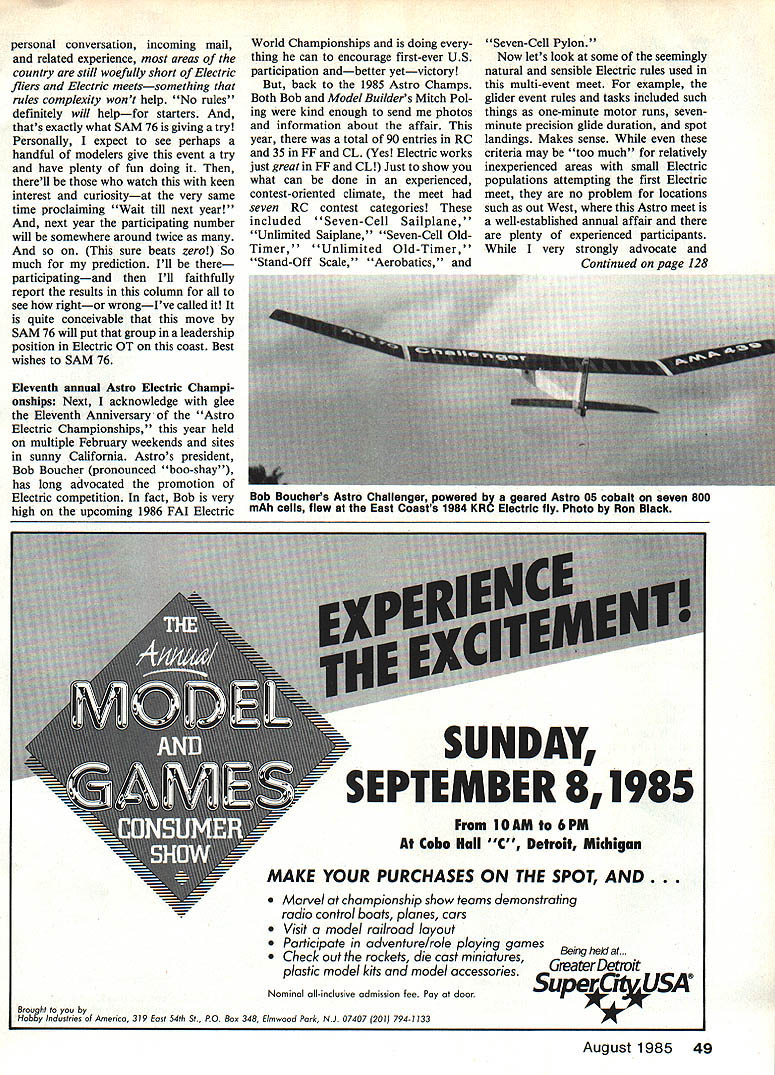 personal conversation, incoming mail,
and related experience, most areas of the
country are still woefully short of Electric
fliers and Electric meets—something that
rules complexity won't help. "No rules"
definitely will help—for starters. And,
that's exactly what SAM 76 is giving a try!
Personally, I expect to see perhaps a
handful of modelers give this event a try
and have plenty of fun doing it. Then,
there'll be those who watch this with keen
interest and curiosity—at the very same
time proclaiming "Wait till next year!"
And, next year the participating number
will be somewhere around twice as many.
And so on. (This sure beats zero!) So
much for my prediction. I'll be there—
participating—and then I'll faithfully
report the results in this column for all to
see how right—or wrong—I've called it! It
is quite conceivable that this move by
SAM 76 will put that group in a leadership
position in Electric OT on this coast. Best
wishes to SAM 76.
Eleventh annual Astro Electric Champi-
onships: Next, I acknowledge with glee
the Eleventh Anniversary of the "Astro
Electric Championships," this year held
on multiple February weekends and sites
in sunny California. Astro's president,
Bob Boucher (pronounced "boo-shay"),
has long advocated the promotion of
Electric competition. In fact, Bob is very
high on the upcoming 1986 FAI Electric
World Championships and is doing every-
thing he can to encourage first-ever U.S.
participation and—better yet—victory!
But, back to the 1985 Astro Champs.
Both Bob and Model Builder's Mitch Pol-
ing were kind enough to send me photos
and information about the affair. This
year, there was a total of 90 entries in RC
and 35 in FF and CL. (Yes! Electric works
just great in FF and CL!) Just to show you
what can be done in an experienced,
contest-oriented climate, the meet had
seven RC contest categories! These
included "Seven-Cell Sailplane,"
"Unlimited Saiplane," "Seven-Cell Old-
Timer," "Unlimited Old-Timer,"
"Stand-Off Scale," "Aerobatics," and
"Seven-Cell Pylon."
Now let's look at some of the seemingly
natural and sensible Electric rules used in
this multi-event meet. For example, the
glider event rules and tasks included such
things as one-minute motor runs, seven-
minute precision glide duration, and spot
landings. Makes sense. While even these
criteria may be "too much" for relatively
inexperienced areas with small Electric
populations attempting the first Electric
meet, they are no problem for locations
such as out West, where this Astro meet is
a well-established annual affair and there
are plenty of experienced participants.
While I very strongly advocate and
Continued on page 128
Astro Challenger AMA 439
Bob Boucher's Astro Challenger, powered by a geared Astro 05 cobalt on seven 800
mAh cells, flew at the East Coast's 1984 KRC Electric fly. Photo by Ron Black.
THE
Annual
MODEL
AND
GAMES
CONSUMER
SHOW
EXPERIENCE
THE EXCITEMENT!
SUNDAY,
SEPTEMBER 8, 1985
From 10 AM to 6 PM
At Cobo Hall "C", Detroit, Michigan
MAKE YOUR PURCHASES ON THE SPOT, AND . . .
• Marvel at championship show teams demonstrating
radio control boats, planes, cars
• Visit a model railroad layout
• Participate in adventure/role playing games
• Check out the rockets, die cast miniatures,
plastic model kits and model accessories.
Nominal all-inclusive admission fee. Pay at door.
Being held at...
Greater Detroit
SuperCity, USA®
Brought to you by
Hobby Industries of America, 319 East 54th St., P.O. Box 348, Elmwood Park, N.J. 07407 (201) 794-1133
August 1985 49